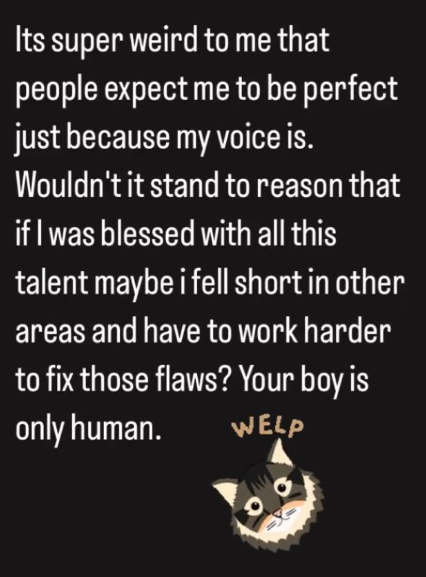 Its super weird to me that
people expect me to be perfect
just because my voice is.
Wouldn't it stand to reason that
if I was blessed with all this
talent maybe i fell short in other
areas and have to work harder
to fix those flaws? Your boy is
only human.
WELP